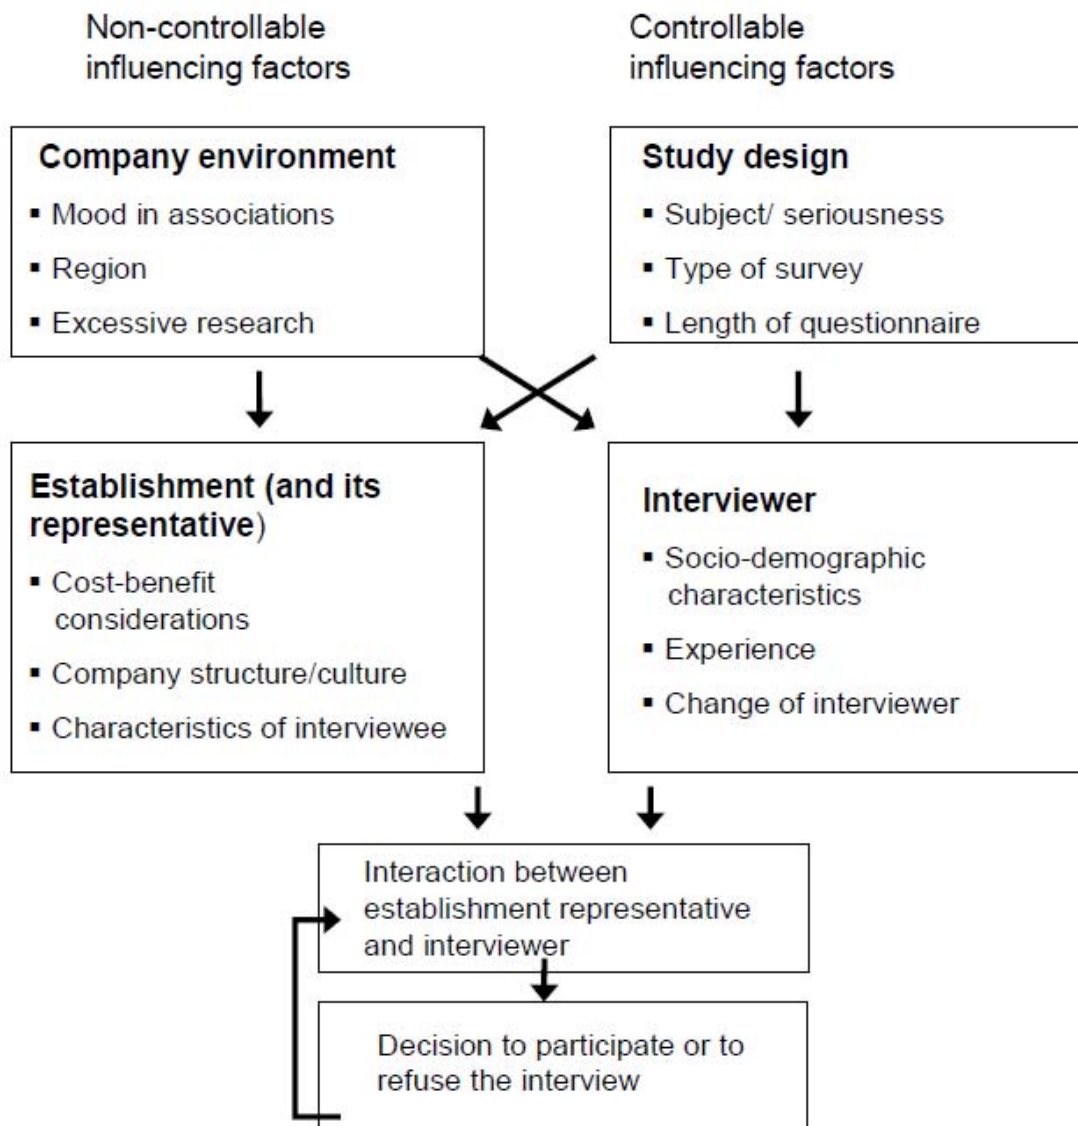 Non-controllable
influencing factors
Controllable
influencing factors
Company environment
▪ Mood in associations
▪ Region
▪ Excessive research
Study design
▪ Subject/ seriousness
▪ Type of survey
▪ Length of questionnaire
Establishment (and its
representative)
▪ Cost-benefit
considerations
▪ Company structure/culture
▪ Characteristics of interviewee
Interviewer
▪ Socio-demographic
characteristics
▪ Experience
▪ Change of interviewer
Interaction between
establishment representative
and interviewer
Decision to participate or to
refuse the interview